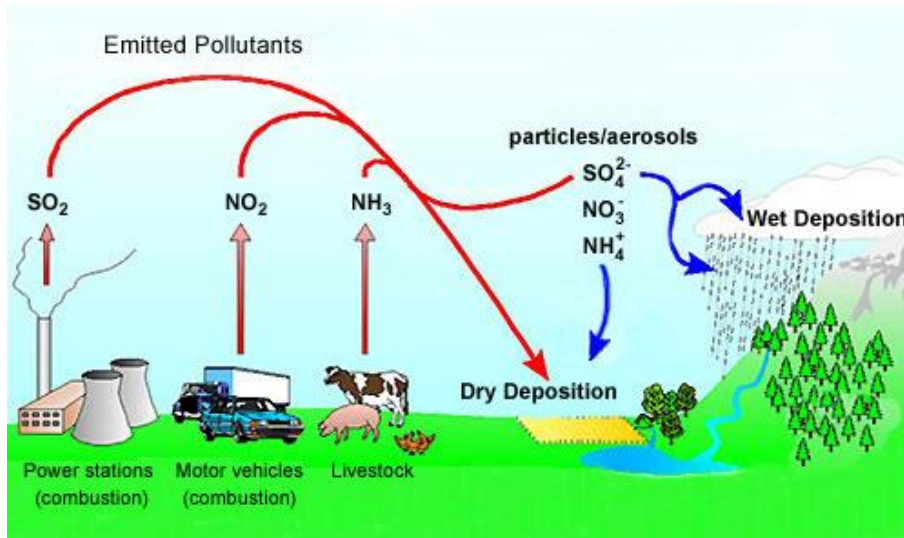 Emitted Pollutants
particles/aerosols
SO₂
NO₂
NH₃
SO₄²⁻
NO₃⁻
NH₄⁺
Wet Deposition
Dry Deposition
Power stations
(combustion)
Motor vehicles
(combustion)
Livestock